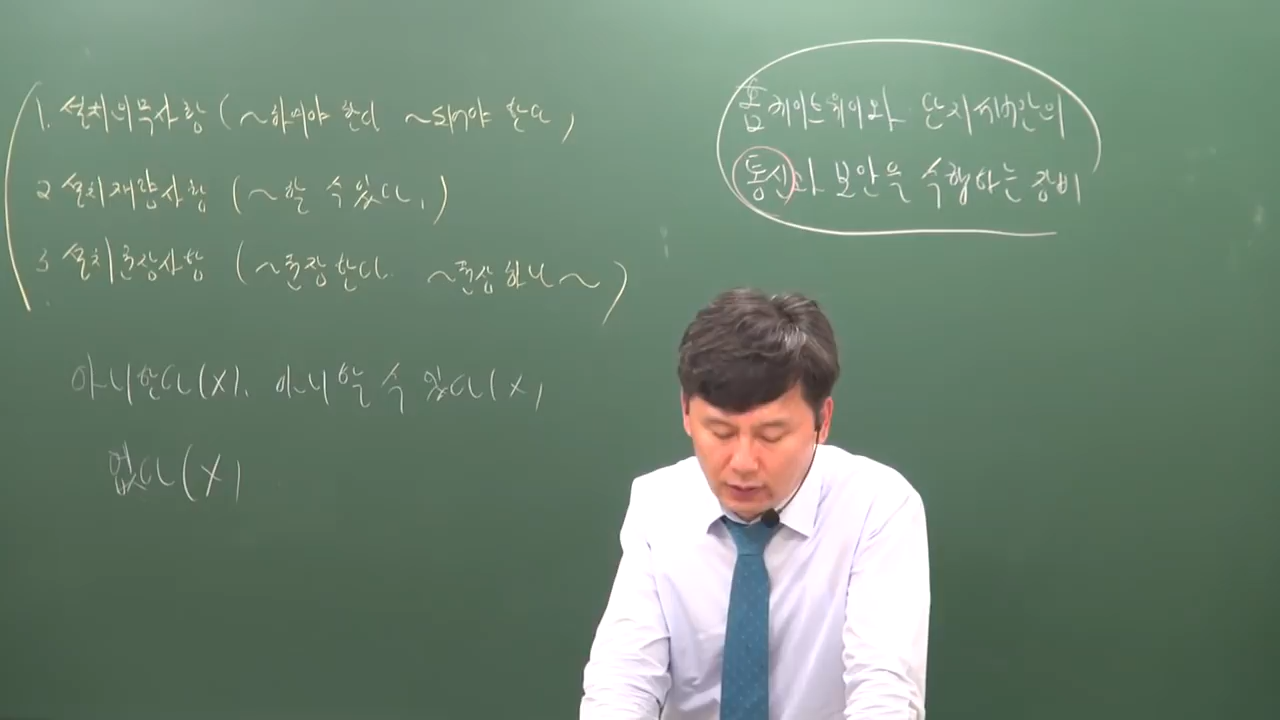 1. 설치의무사항 (~하여야 한다 ~되어야 한다)
2 설치재량사항 (~할 수 있다.)
3 설치권장사항 (~권장한다. ~권장하나~)
아니한다(X). 아니할 수 있다(X)
없다(X)
홈게이트웨이와 단지서버간의
통신과 보안을 수행하는 장비